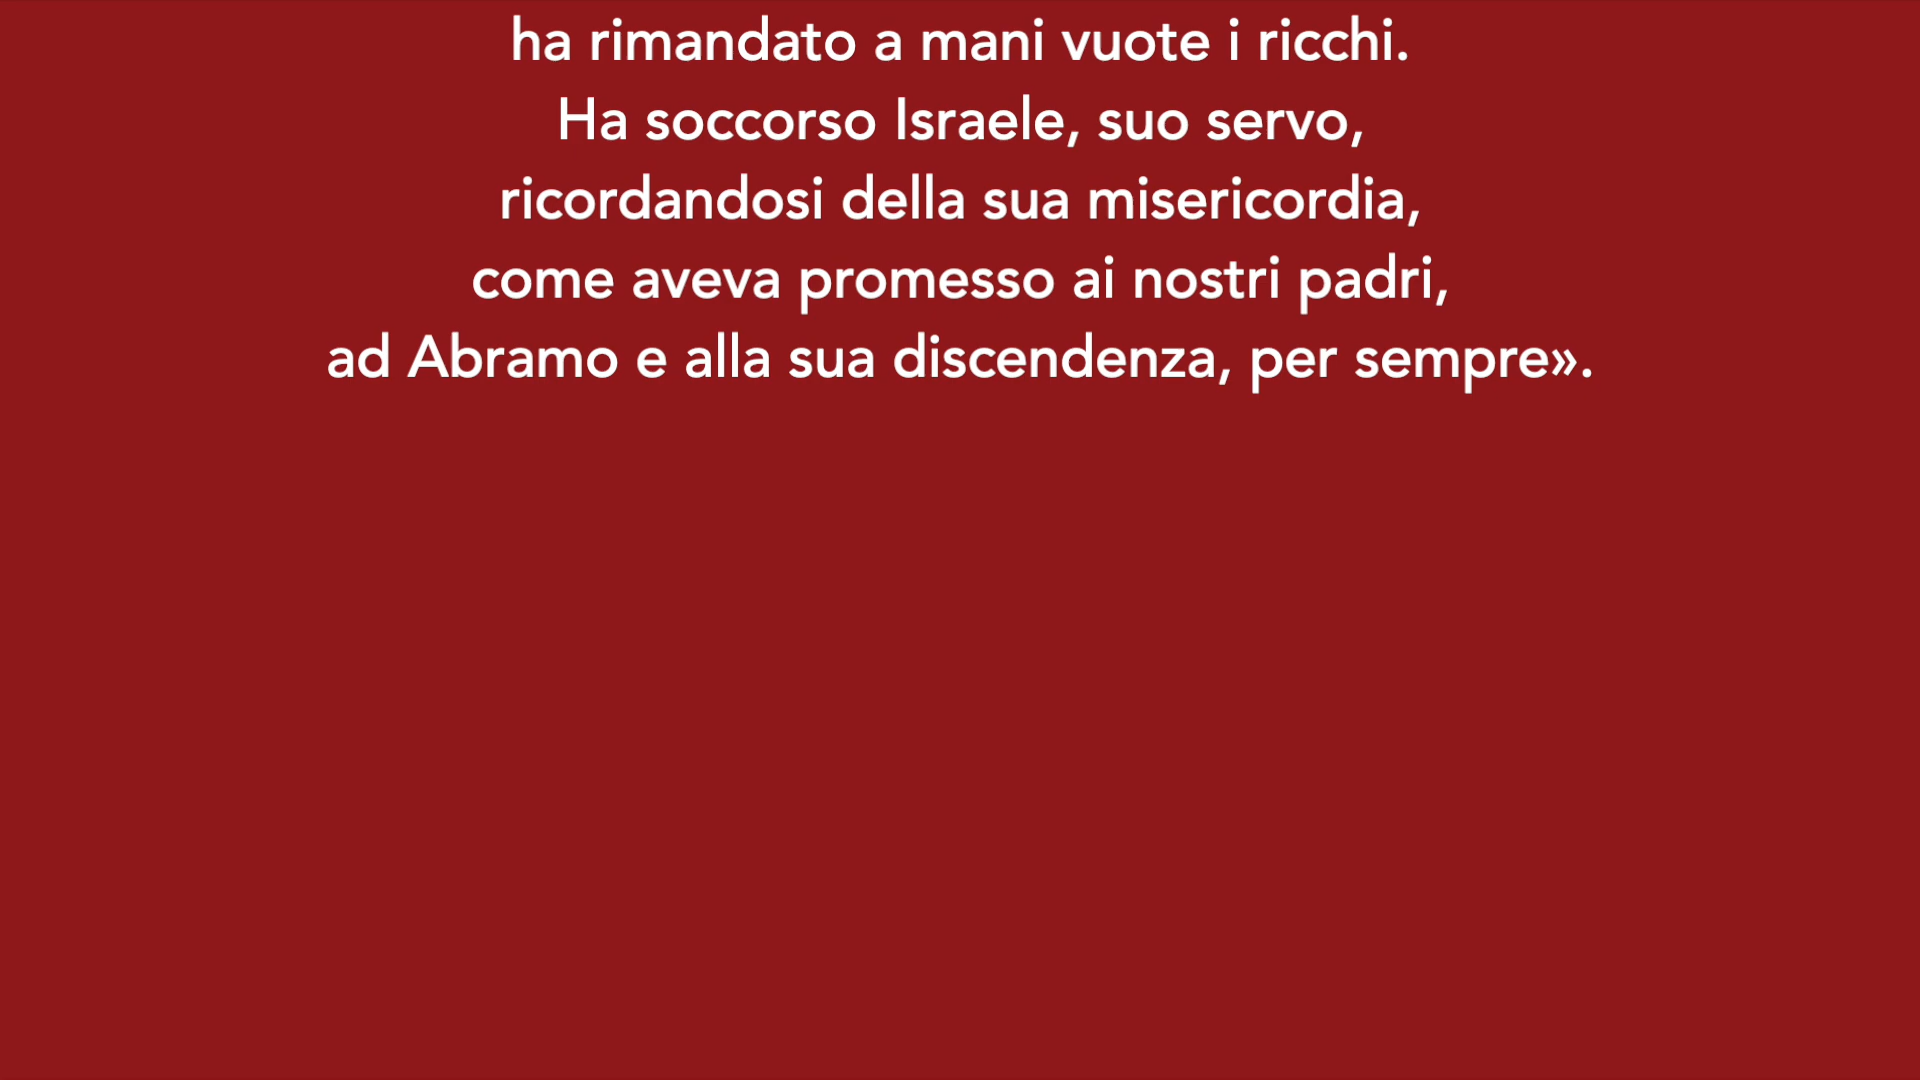 ha rimandato a mani vuote i ricchi.
Ha soccorso Israele, suo servo,
ricordandosi della sua misericordia,
come aveva promesso ai nostri padri,
ad Abramo e alla sua discendenza, per sempre».